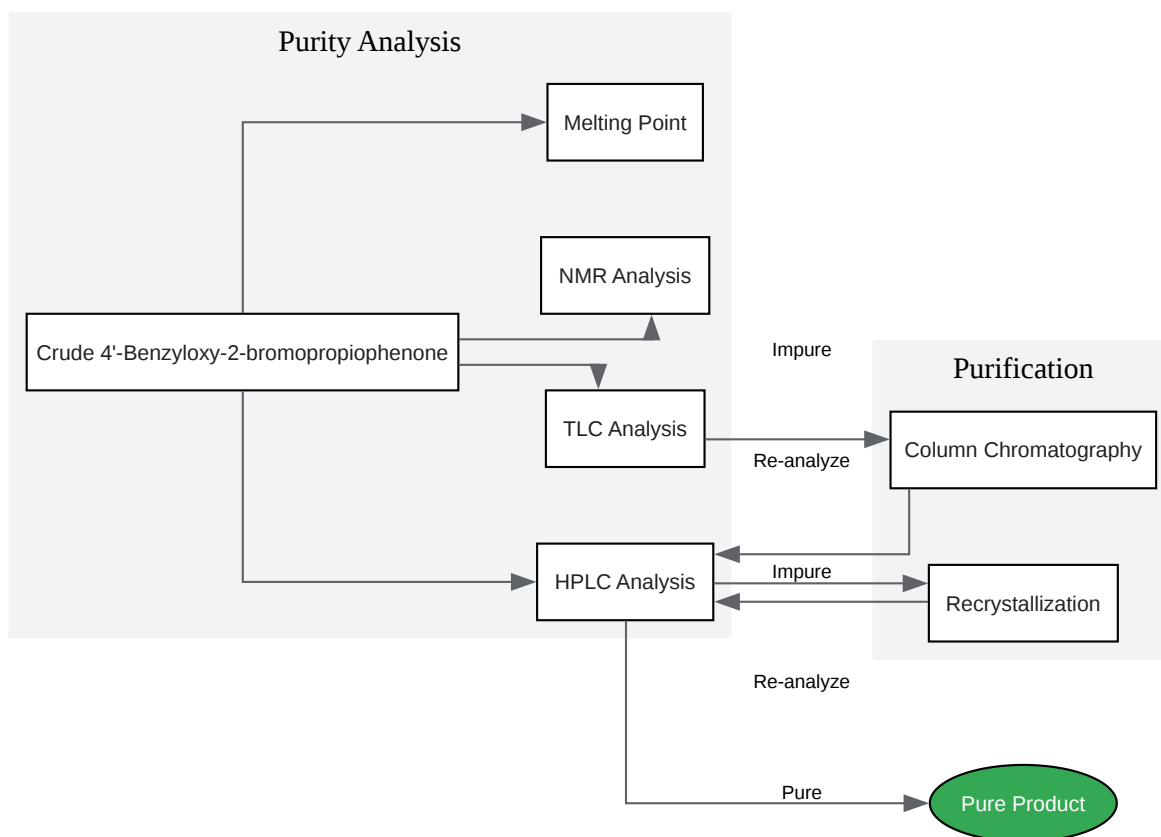 Purity Analysis
Melting Point
NMR Analysis
Crude 4'-Benzyloxy-2-bromopropiophenone
Impure
Purification
TLC Analysis
Column Chromatography
Re-analyze
HPLC Analysis
Impure
Recrystallization
Re-analyze
Pure
Pure Product